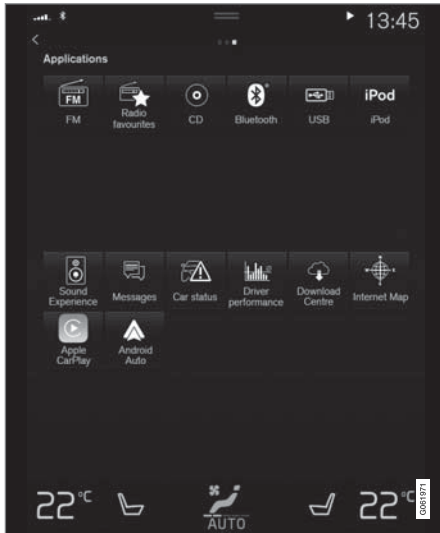 13:45
Applications
FM
iPod
FM
Radio
favourites
CD
Bluetooth
USB
iPod
Sound
Experience
Messages
Car status
Driver
performance
Download
Centre
Internet Map
Apple
CarPlay
Android
Auto
22°C
AUTO
22°C
G061971